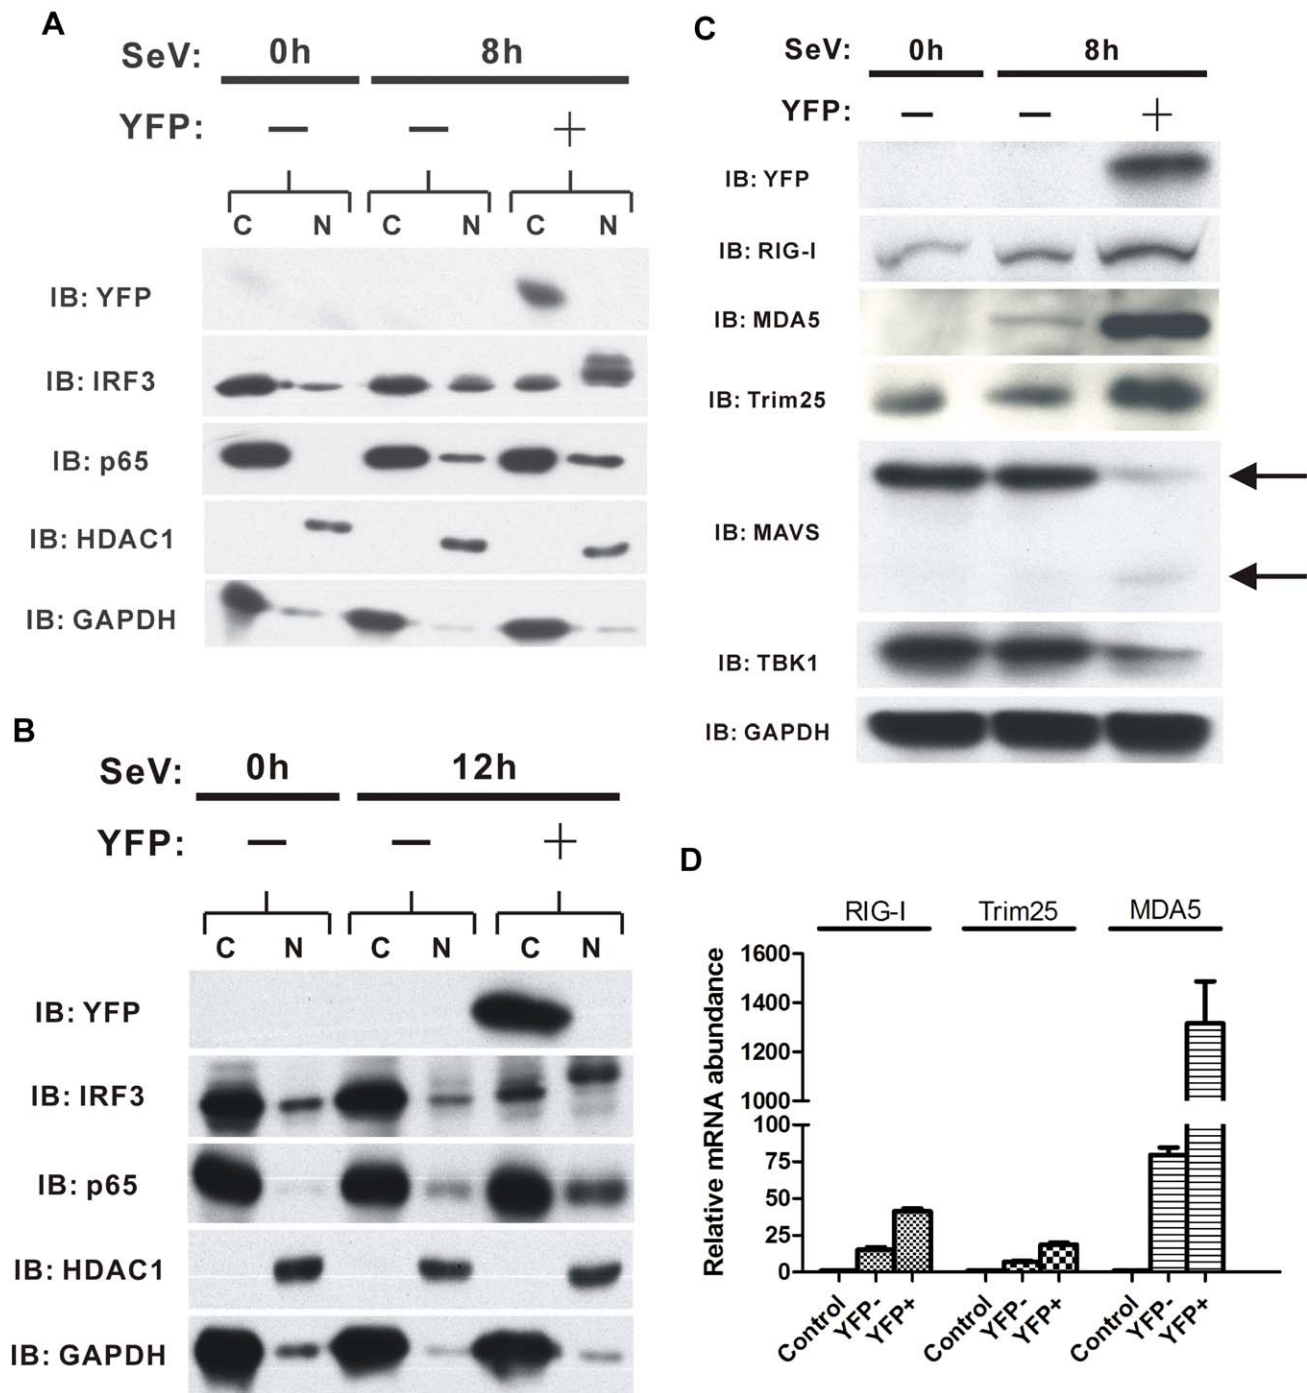 A
SeV: 0h 8h
YFP: — — +
C N C N C N
IB: YFP
IB: IRF3
IB: p65
IB: HDAC1
IB: GAPDH
B
SeV: 0h 12h
YFP: — — +
C N C N C N
IB: YFP
IB: IRF3
IB: p65
IB: HDAC1
IB: GAPDH
C
SeV: 0h 8h
YFP: — — +
IB: YFP
IB: RIG-I
IB: MDA5
IB: Trim25
IB: MAVS
IB: TBK1
IB: GAPDH
D
RIG-I Trim25 MDA5
Relative mRNA abundance
1600
1400
1200
1000
100
75
50
25
0
Control YFP- YFP+ Control YFP- YFP+ Control YFP- YFP+